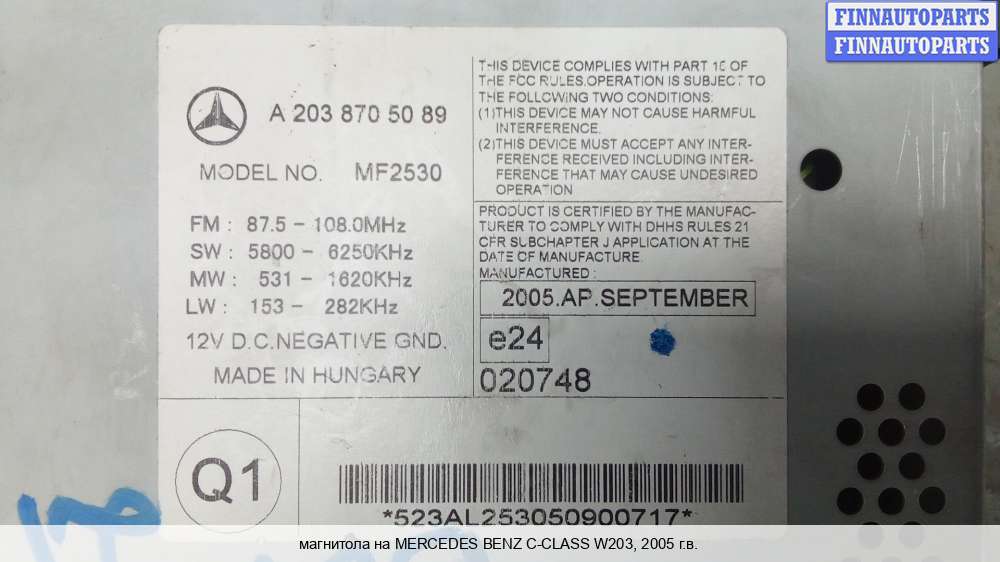 FINNAUTOPARTS
FINNAUTOPARTS
A 203 870 50 89
MODEL NO. MF2530
FM : 87.5 - 108.0MHz
SW : 5800 - 6250KHz
MW : 531 - 1620KHz
LW : 153 - 282KHz
12V D.C.NEGATIVE GND.
MADE IN HUNGARY
THIS DEVICE COMPLIES WITH PART 15 OF
THE FCC RULES.OPERATION IS SUBJECT TO
THE FOLLOWING TWO CONDITIONS:
(1)THIS DEVICE MAY NOT CAUSE HARMFUL
INTERFERENCE.
(2)THIS DEVICE MUST ACCEPT ANY INTER-
FERENCE RECEIVED INCLUDING INTER-
FERENCE THAT MAY CAUSE UNDESIRED
OPERATION
PRODUCT IS CERTIFIED BY THE MANUFAC-
TURER TO COMPLY WITH DHHS RULES 21
CFR SUBCHAPTER J APPLICATION AT THE
DATE OF MANUFACTURE.
MANUFACTURED :
2005.AP.SEPTEMBER
e24
020748
Q1
*523AL253050900717*
магнитола на MERCEDES BENZ C-CLASS W203, 2005 г.в.